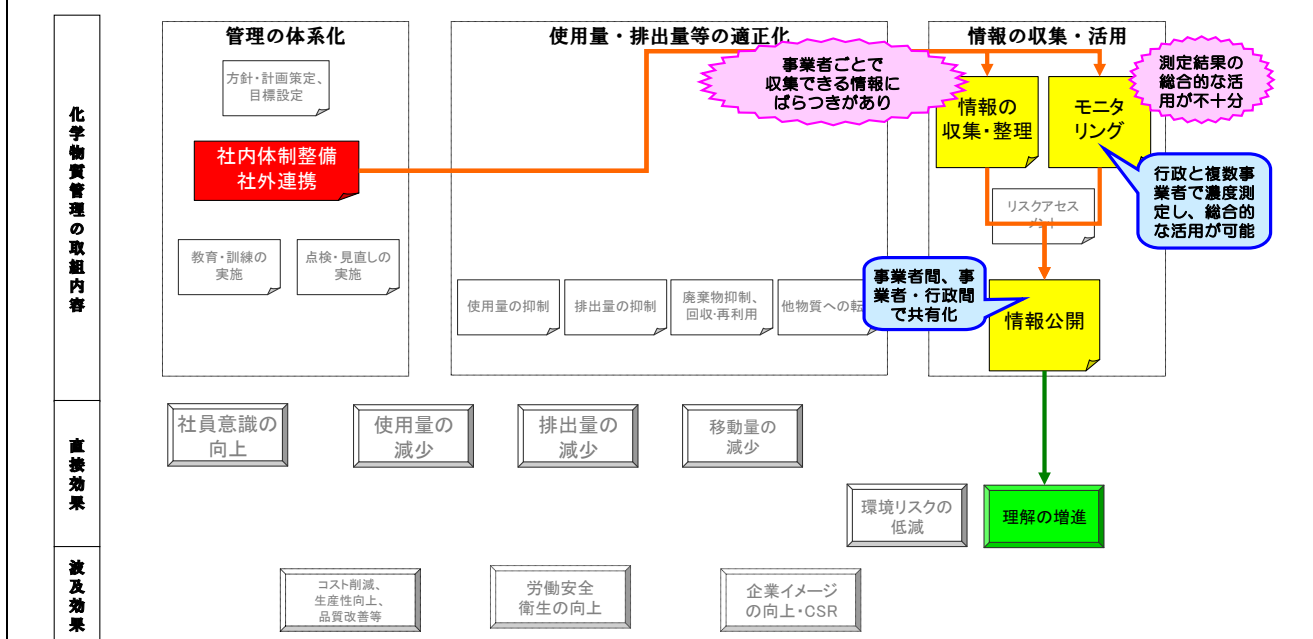 化学物質管理の取組内容
管理の体系化
方針・計画策定、
目標設定
社内体制整備
社外連携
教育・訓練の
実施
点検・見直しの
実施
使用量・排出量等の適正化
事業者ごとで
収集できる情報に
ばらつきがあり
使用量の抑制
排出量の抑制
廃棄物抑制、
回収・再利用
他物質への転
情報の収集・活用
情報の
収集・整理
モニタ
リング
測定結果の
総合的な活
用が不十分
行政と複数事
業者で濃度測
定し、総合的
な活用が可能
リスクアセス
メント
事業者間、事
業者・行政間
で共有化
情報公開
直接効果
社員意識の
向上
使用量の
減少
排出量の
減少
移動量の
減少
環境リスクの
低減
理解の増進
波及効果
コスト削減、
生産性向上、
品質改善等
労働安全
衛生の向上
企業イメージ
の向上・CSR